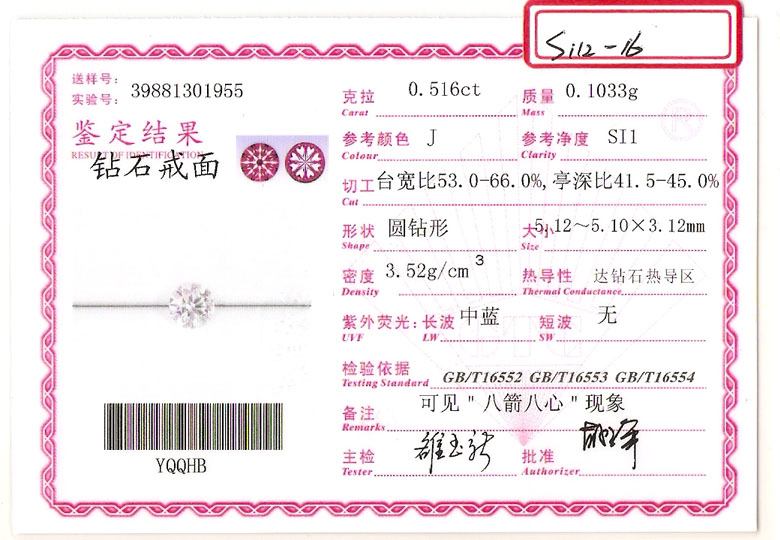 Si12-16
送样号:
实验号: 39881301955
鉴定结果
RESULT OF IDENTIFICATION
钻石戒面
YQQHB
克拉 0.516ct 质量 0.1033g
Carat Mass
参考颜色 J 参考净度 SI1
Colour Clarity
切工 台宽比53.0-66.0%,亭深比41.5-45.0%
Cut
形状 圆钻形 大小 5.12～5.10×3.12mm
Shape Size
密度 3.52g/cm³ 热导性 达钻石热导区
Density Thermal Conductance
紫外荧光: 长波 中蓝 短波 无
UVF LW SW
检验依据 GB/T16552 GB/T16553 GB/T16554
Testing Standard
备注 可见"八箭八心"现象
Remarks
主检 批准
Tester Authorizer